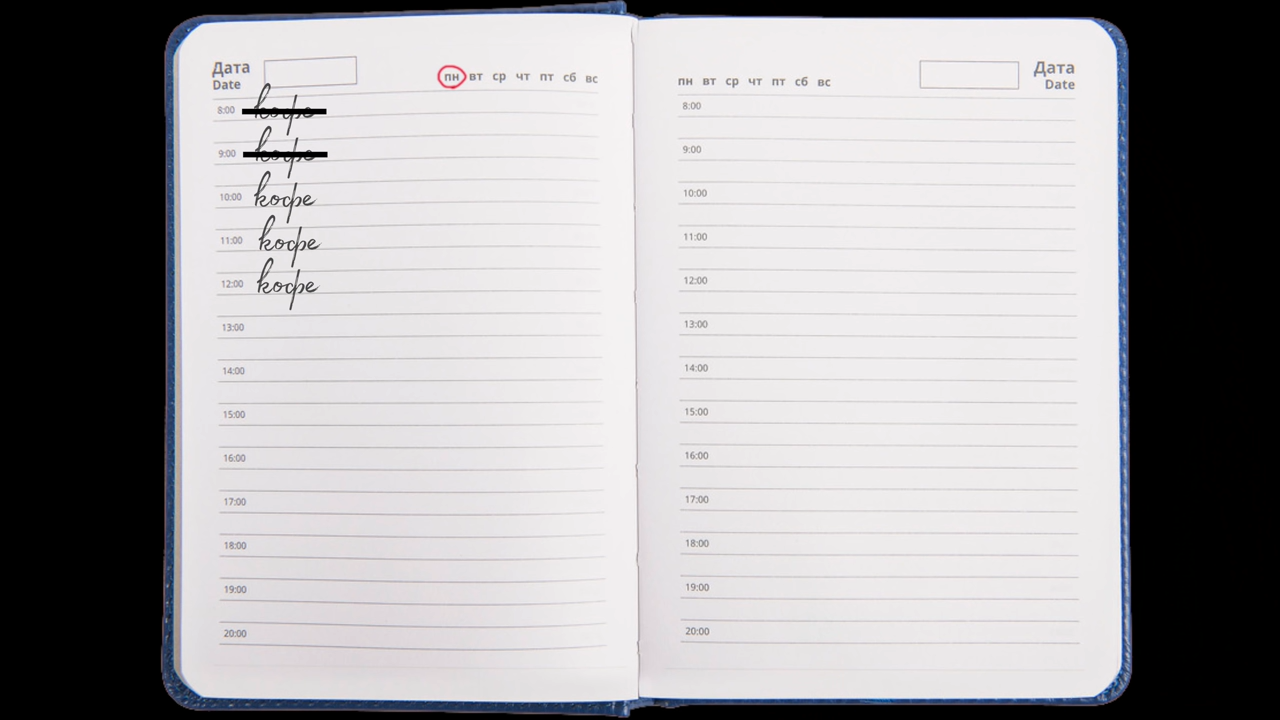 Дата
Date
пн вт ср чт пт сб вс
8:00 кофе
9:00 кофе
10:00 кофе
11:00 кофе
12:00 кофе
13:00
14:00
15:00
16:00
17:00
18:00
19:00
20:00
пн вт ср чт пт сб вс
Дата
Date
8:00
9:00
10:00
11:00
12:00
13:00
14:00
15:00
16:00
17:00
18:00
19:00
20:00